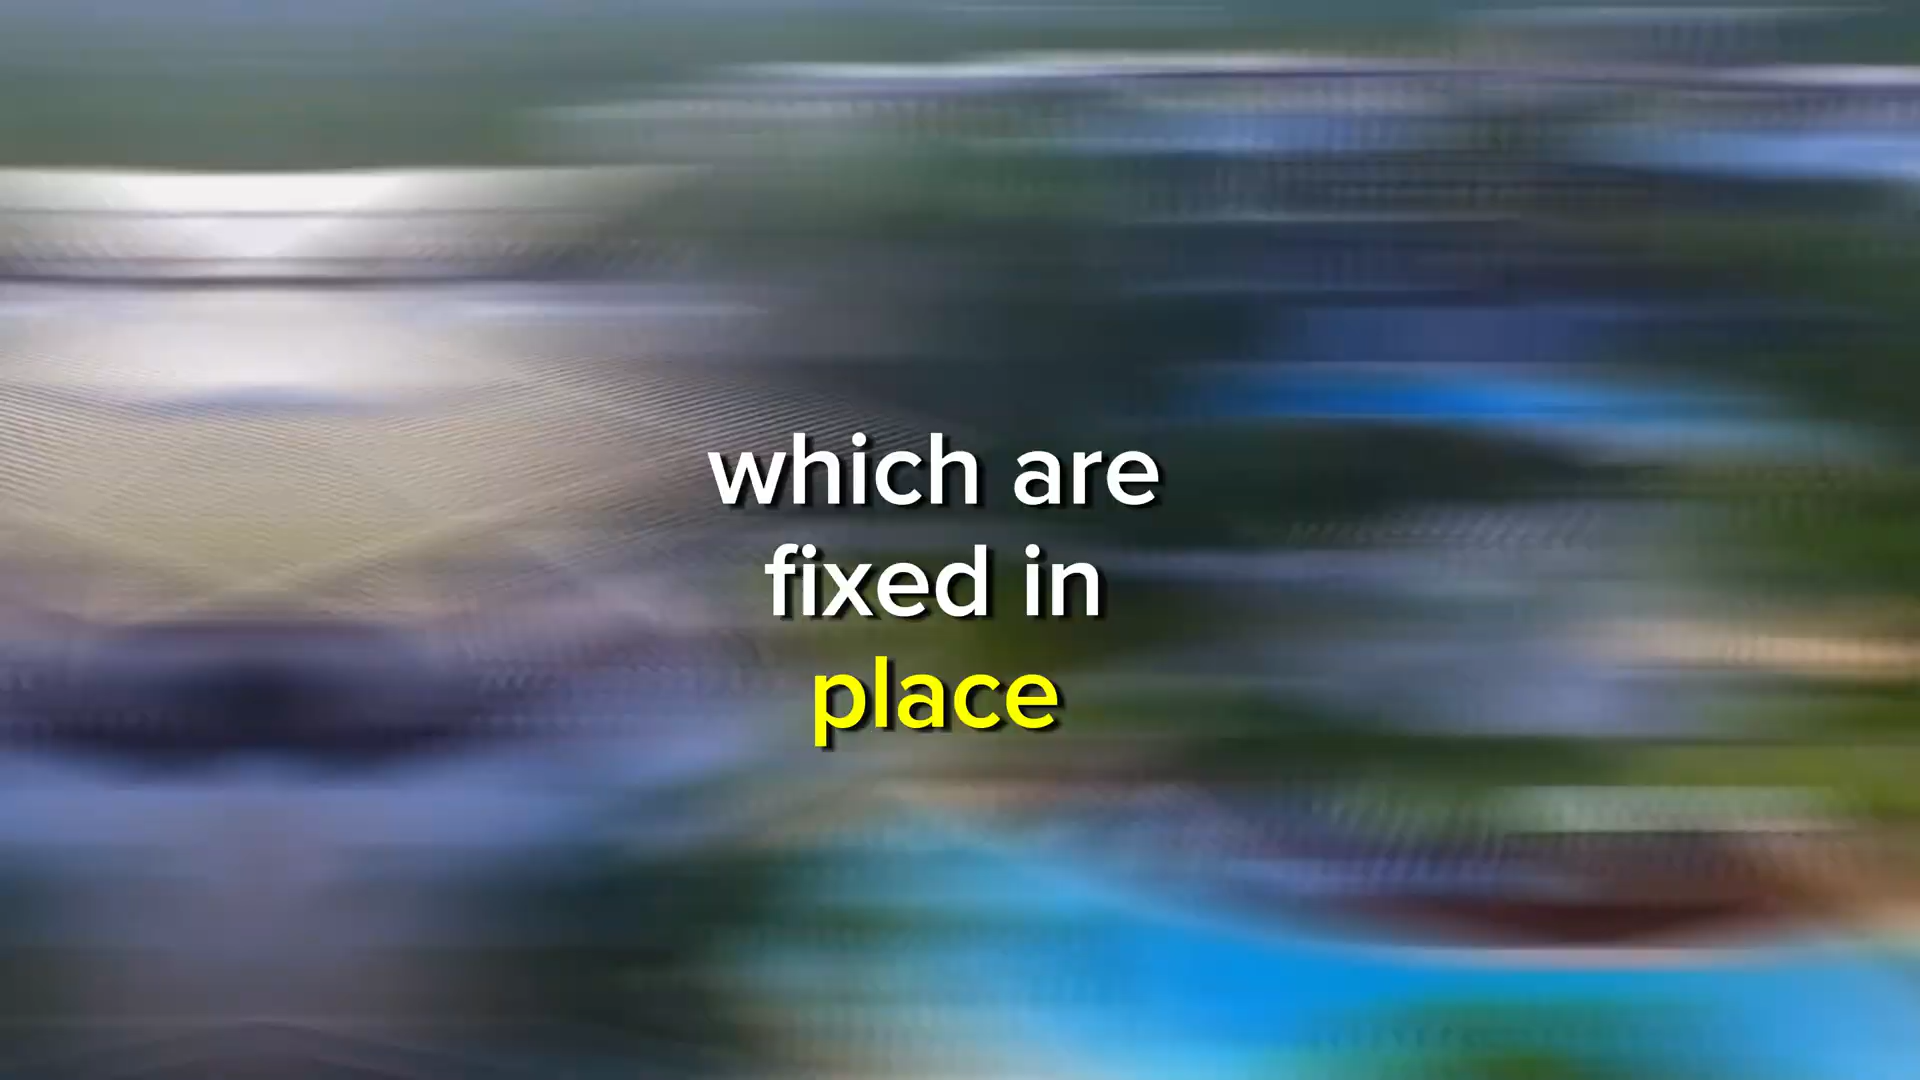 which are
fixed in
place